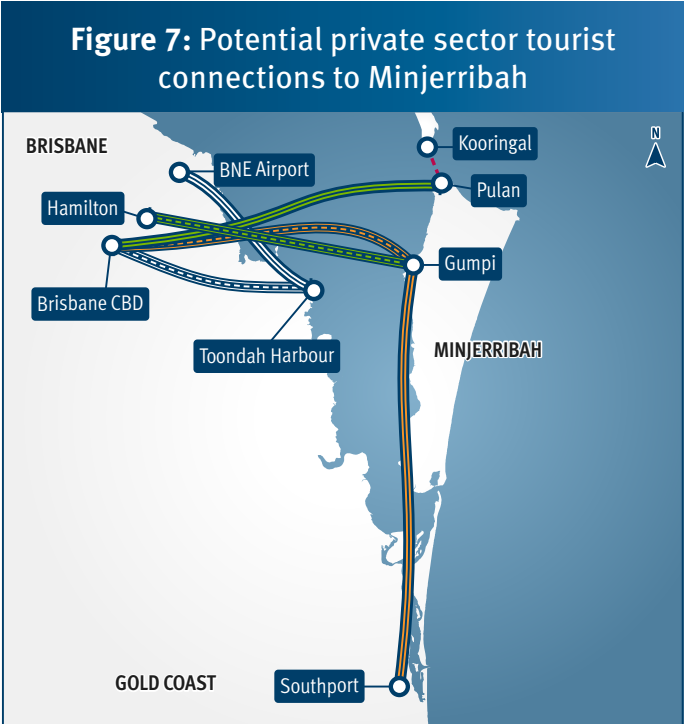 Figure 7: Potential private sector tourist
connections to Minjerribah
BRISBANE
N
Kooringal
BNE Airport
Pulan
Hamilton
Gumpi
Brisbane CBD
Toondah Harbour
MINJERRIBAH
GOLD COAST
Southport